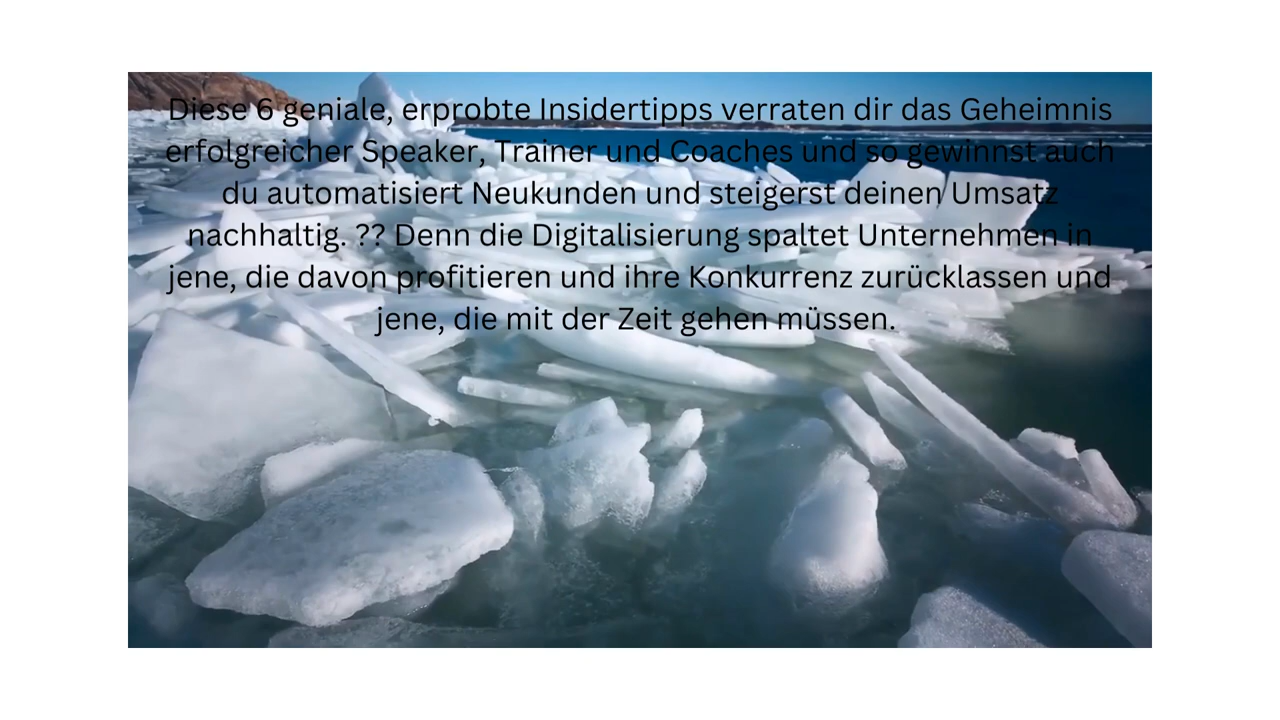 Diese 6 geniale, erprobte Insidertipps verraten dir das Geheimnis
erfolgreicher Speaker, Trainer und Coaches und so gewinnst auch
du automatisiert Neukunden und steigerst deinen Umsatz
nachhaltig. ?? Denn die Digitalisierung spaltet Unternehmen in
jene, die davon profitieren und ihre Konkurrenz zurücklassen und
jene, die mit der Zeit gehen müssen.